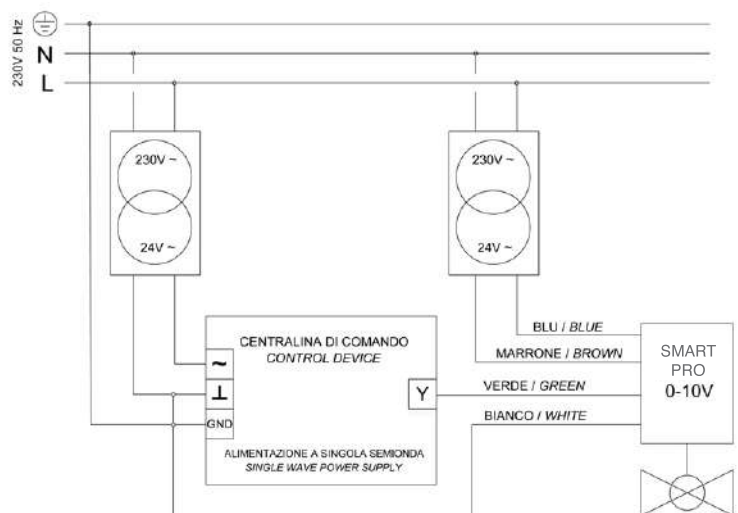 230V 50 Hz
N
L
230V ~
24V ~
230V ~
24V ~
CENTRALINA DI COMANDO
CONTROL DEVICE
~
⊥
GND
Y
ALIMENTAZIONE A SINGOLA SEMIONDA
SINGLE WAVE POWER SUPPLY
BLU / BLUE
MARRONE / BROWN
VERDE / GREEN
BIANCO / WHITE
SMART
PRO
0-10V